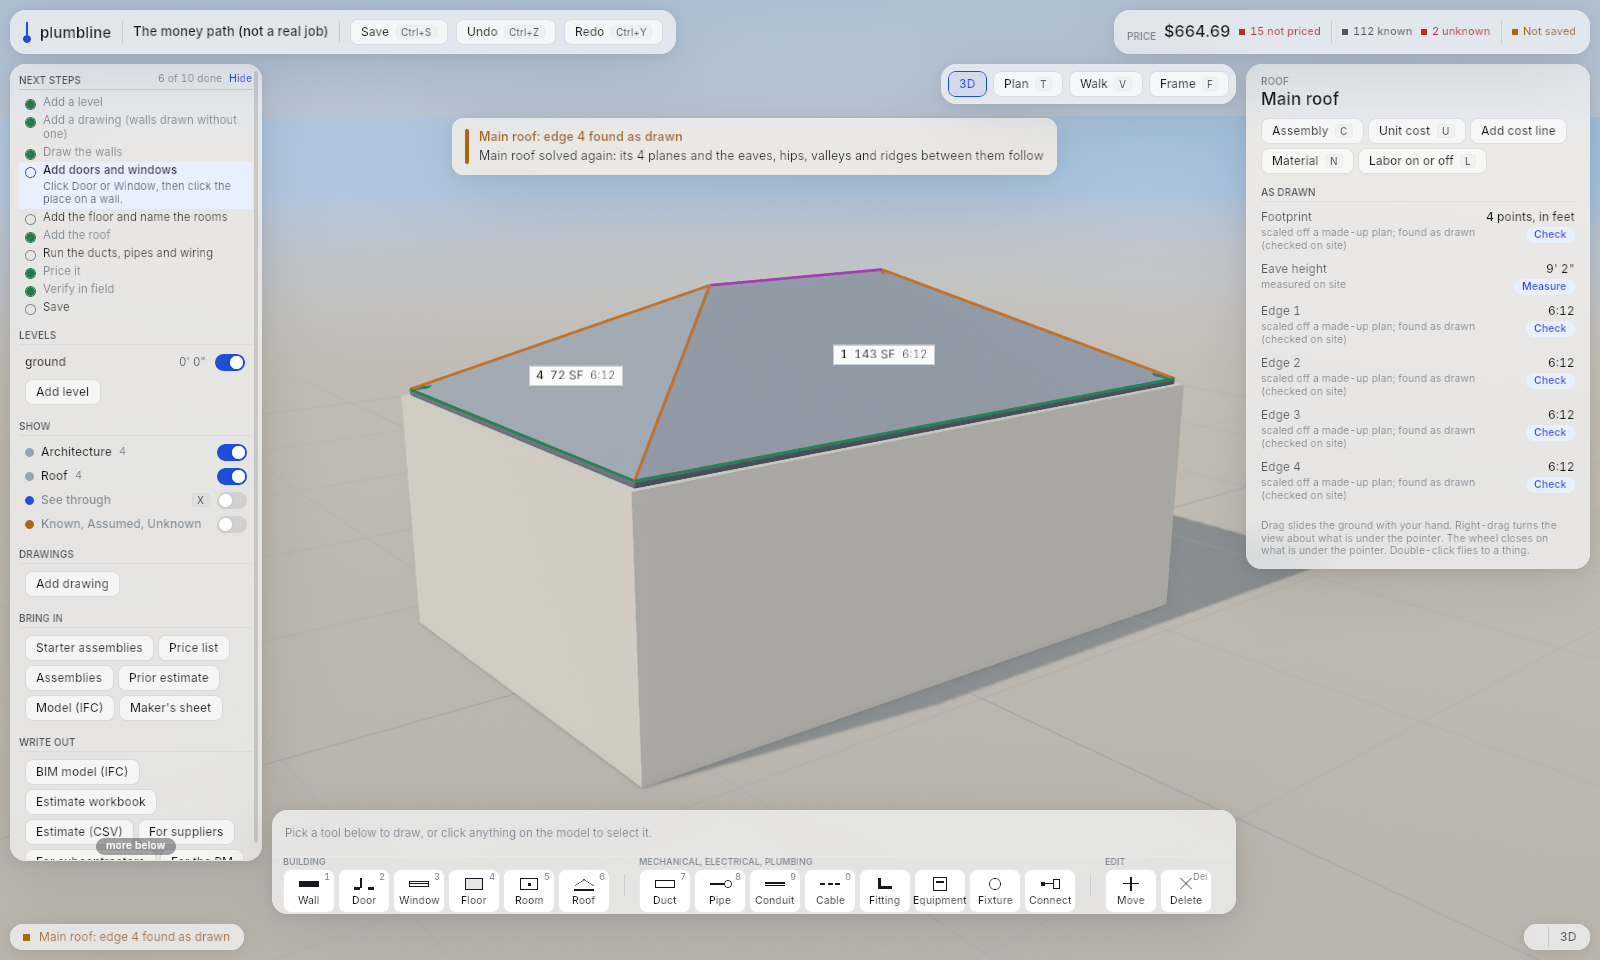 plumbline
The money path (not a real job)
Save Ctrl+S
Undo Ctrl+Z
Redo Ctrl+Y
PRICE $664.69
15 not priced
112 known
2 unknown
Not saved
NEXT STEPS
6 of 10 done Hide
Add a level
Add a drawing (walls drawn without
one)
Draw the walls
Add doors and windows
Click Door or Window, then click the
place on a wall.
Add the floor and name the rooms
Add the roof
Run the ducts, pipes and wiring
Price it
Verify in field
Save
LEVELS
ground 0' 0"
Add level
SHOW
Architecture 4
Roof 4
See through X
Known, Assumed, Unknown
DRAWINGS
Add drawing
BRING IN
Starter assemblies Price list
Assemblies Prior estimate
Model (IFC) Maker's sheet
WRITE OUT
BIM model (IFC)
Estimate workbook
Estimate (CSV) For suppliers
more below
For subcontractors For the PM
3D
Plan T
Walk V
Frame F
Main roof: edge 4 found as drawn
Main roof solved again: its 4 planes and the eaves, hips, valleys and ridges between them follow
4 72 SF 6:12
1 143 SF 6:12
ROOF
Main roof
Assembly C Unit cost U Add cost line
Material N Labor on or off L
AS DRAWN
Footprint 4 points, in feet
scaled off a made-up plan; found as drawn
(checked on site)
Check
Eave height 9' 2"
measured on site
Measure
Edge 1 6:12
scaled off a made-up plan; found as drawn
(checked on site)
Check
Edge 2 6:12
scaled off a made-up plan; found as drawn
(checked on site)
Check
Edge 3 6:12
scaled off a made-up plan; found as drawn
(checked on site)
Check
Edge 4 6:12
scaled off a made-up plan; found as drawn
(checked on site)
Check
Drag slides the ground with your hand. Right-drag turns the
view about what is under the pointer. The wheel closes on
what is under the pointer. Double-click flies to a thing.
Pick a tool below to draw, or click anything on the model to select it.
BUILDING
Wall 1
Door 2
Window 3
Floor 4
Room 5
Roof 6
MECHANICAL, ELECTRICAL, PLUMBING
Duct 7
Pipe 8
Conduit 9
Cable 0
Fitting
Equipment
Fixture
Connect
EDIT
Move
Delete Del
Main roof: edge 4 found as drawn
3D